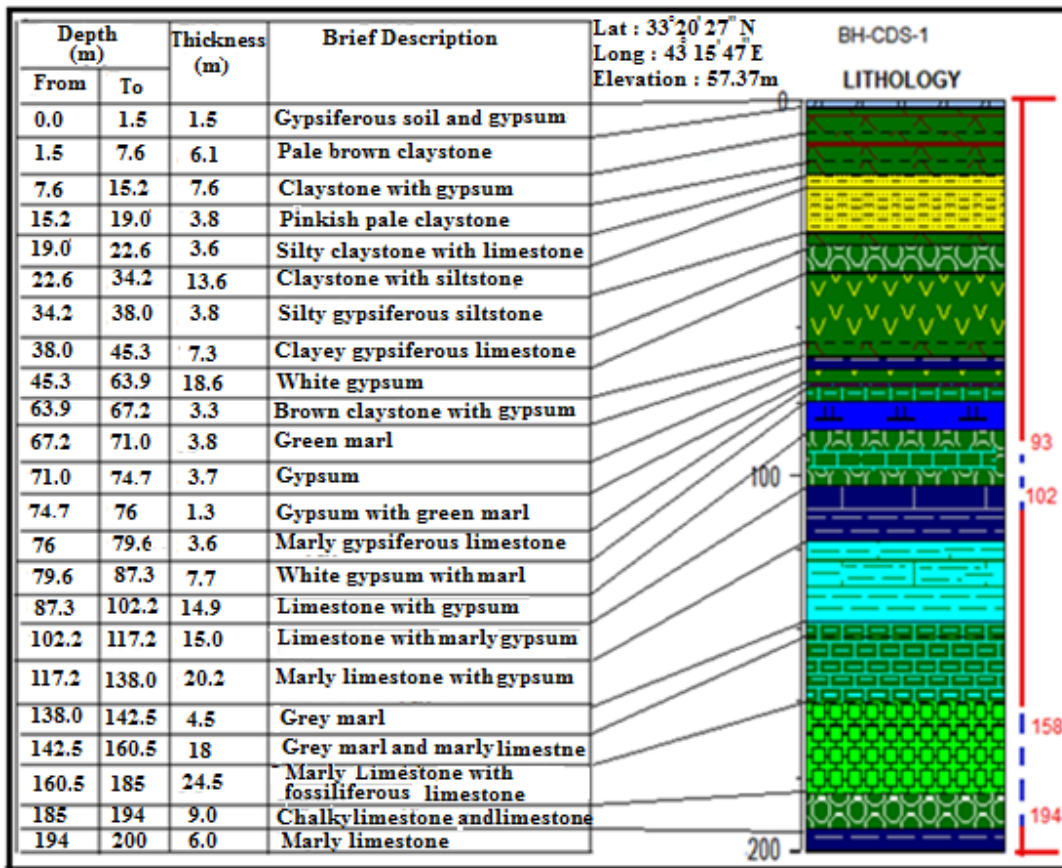 Depth (m) Thickness (m) Brief Description
From To
0.0 1.5 1.5 Gypsiferous soil and gypsum
1.5 7.6 6.1 Pale brown claystone
7.6 15.2 7.6 Claystone with gypsum
15.2 19.0 3.8 Pinkish pale claystone
19.0 22.6 3.6 Silty claystone with limestone
22.6 34.2 13.6 Claystone with siltstone
34.2 38.0 3.8 Silty gypsiferous siltstone
38.0 45.3 7.3 Clayey gypsiferous limestone
45.3 63.9 18.6 White gypsum
63.9 67.2 3.3 Brown claystone with gypsum
67.2 71.0 3.8 Green marl
71.0 74.7 3.7 Gypsum
74.7 76 1.3 Gypsum with green marl
76 79.6 3.6 Marly gypsiferous limestone
79.6 87.3 7.7 White gypsum with marl
87.3 102.2 14.9 Limestone with gypsum
102.2 117.2 15.0 Limestone with marly gypsum
117.2 138.0 20.2 Marly limestone with gypsum
138.0 142.5 4.5 Grey marl
142.5 160.5 18 Grey marl and marly limestne
160.5 185 24.5 Marly Limestone with
fossiliferous limestone
185 194 9.0 Chalkylimestone andlimestone
194 200 6.0 Marly limestone
Lat : 33°20'27" N
Long : 43°15'47"E
Elevation : 57.37m
BH-CDS-1
LITHOLOGY
0
100
200
93
102
158
194